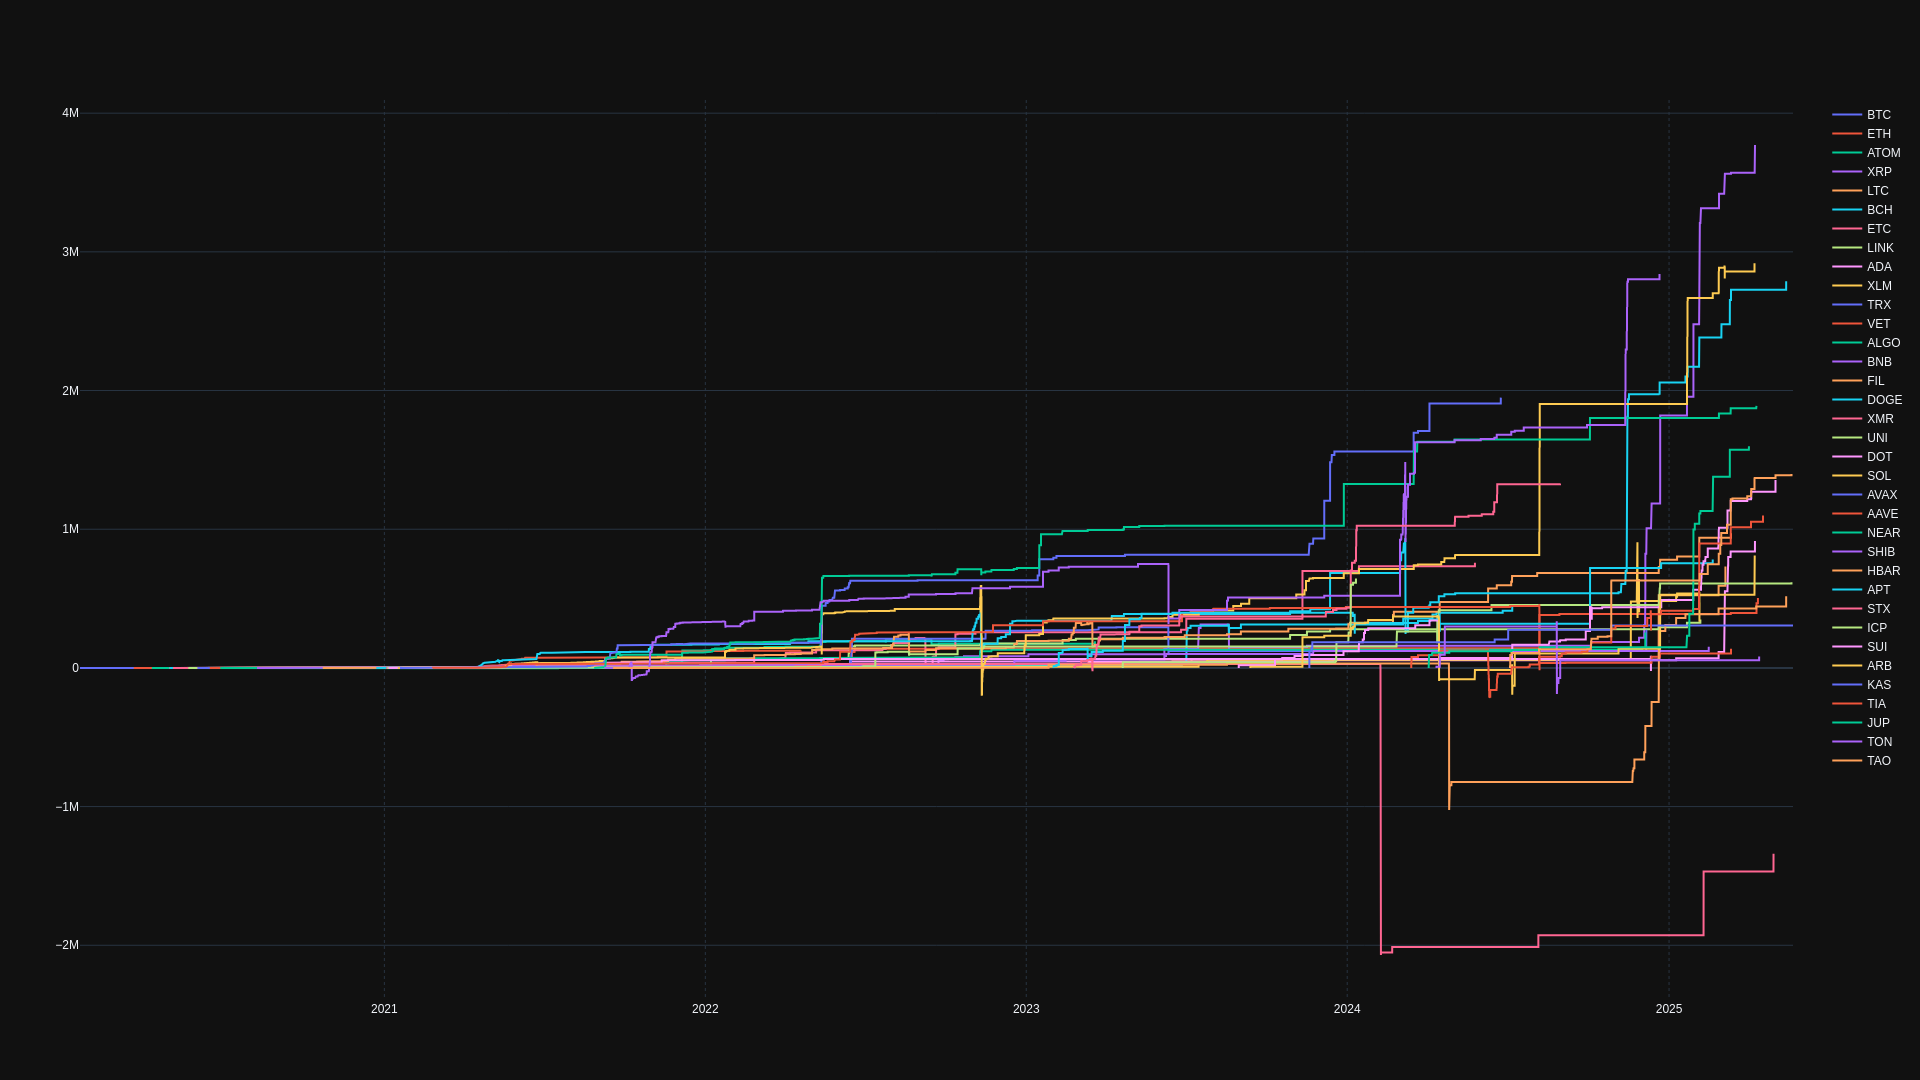 4M
3M
2M
1M
0
−1M
−2M
2021
2022
2023
2024
2025
BTC
ETH
ATOM
XRP
LTC
BCH
ETC
LINK
ADA
XLM
TRX
VET
ALGO
BNB
FIL
DOGE
XMR
UNI
DOT
SOL
AVAX
AAVE
NEAR
SHIB
HBAR
APT
STX
ICP
SUI
ARB
KAS
TIA
JUP
TON
TAO